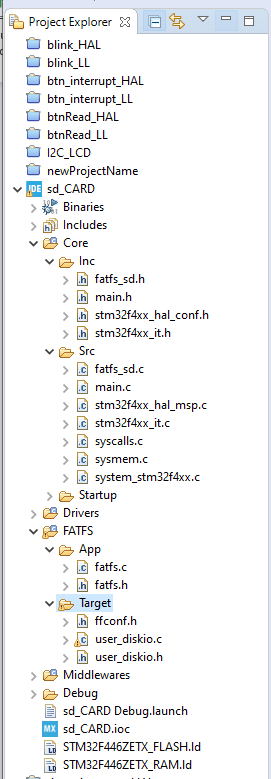 Project Explorer
blink_HAL
blink_LL
btn_interrupt_HAL
btn_interrupt_LL
btnRead_HAL
btnRead_LL
I2C_LCD
newProjectName
IDE sd_CARD
Binaries
Includes
Core
Inc
fatfs_sd.h
main.h
stm32f4xx_hal_conf.h
stm32f4xx_it.h
Src
fatfs_sd.c
main.c
stm32f4xx_hal_msp.c
stm32f4xx_it.c
syscalls.c
sysmem.c
system_stm32f4xx.c
Startup
Drivers
FATFS
App
fatfs.c
fatfs.h
Target
ffconf.h
user_diskio.c
user_diskio.h
Middlewares
Debug
sd_CARD Debug.launch
MX sd_CARD.ioc
STM32F446ZETX_FLASH.ld
STM32F446ZETX_RAM.ld